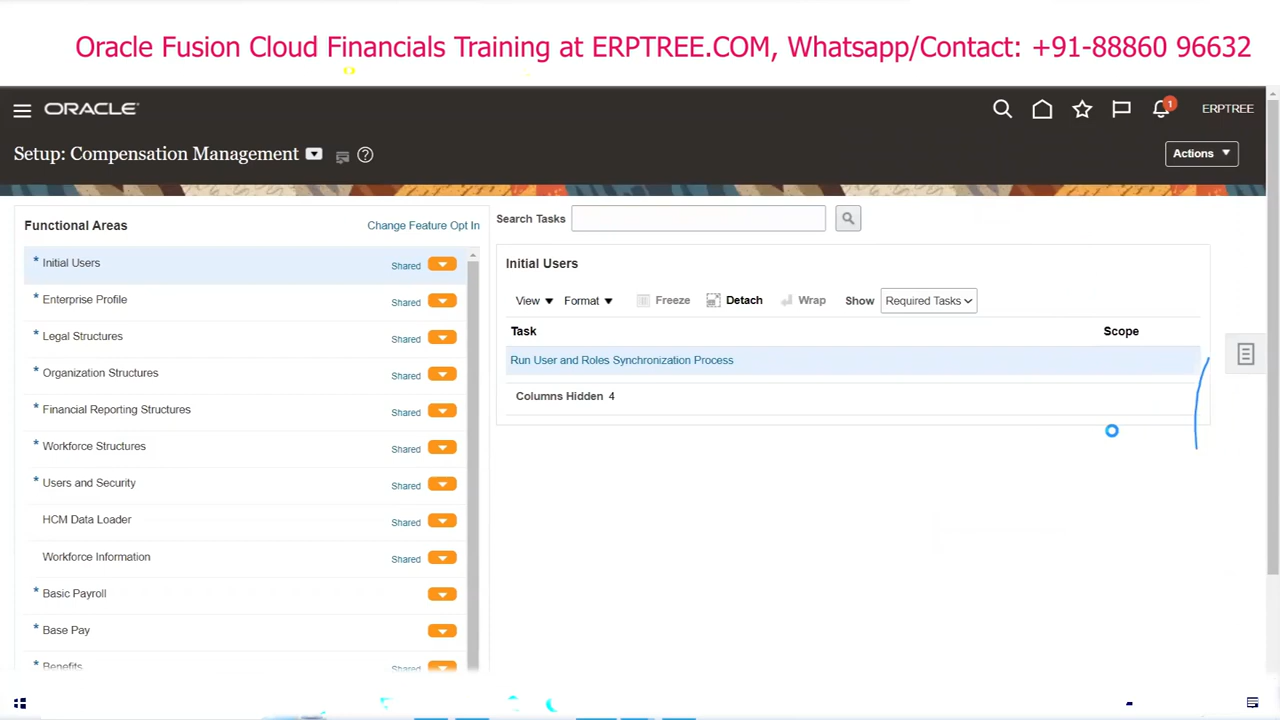 Oracle Fusion Cloud Financials Training at ERPTREE.COM, Whatsapp/Contact: +91-88860 96632
ORACLE
1
ERPTREE
Setup: Compensation Management
Actions
Functional Areas
Change Feature Opt In
* Initial Users Shared
* Enterprise Profile Shared
* Legal Structures Shared
* Organization Structures Shared
* Financial Reporting Structures Shared
* Workforce Structures Shared
* Users and Security Shared
HCM Data Loader Shared
Workforce Information Shared
* Basic Payroll
* Base Pay
* Benefits Shared
Search Tasks
Initial Users
View Format Freeze Detach Wrap Show Required Tasks
Task Scope
Run User and Roles Synchronization Process
Columns Hidden 4